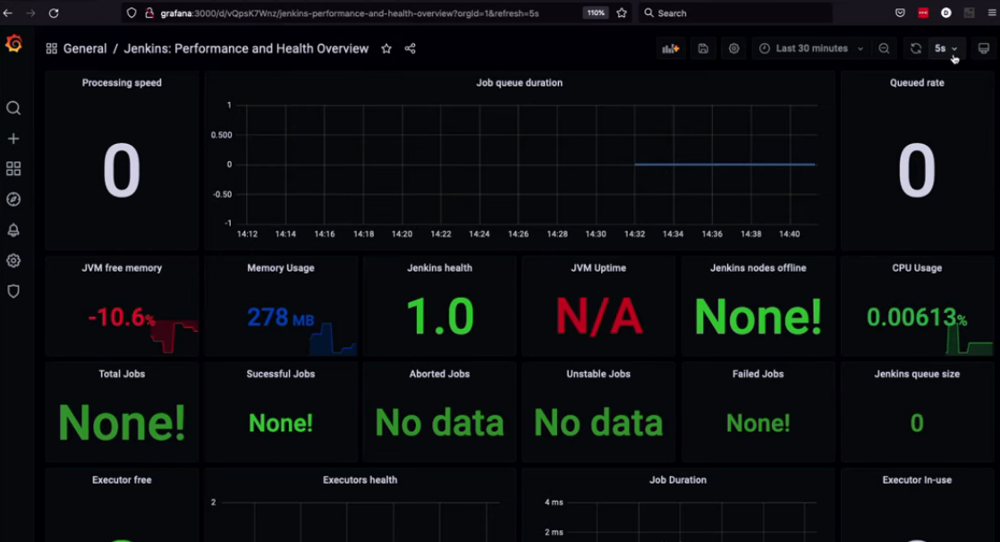 grafana:3000/d/vQpsK7Wnz/jenkins-performance-and-health-overview?orgId=1&refresh=5s 110% Search
General / Jenkins: Performance and Health Overview Last 30 minutes 5s
Processing speed
0
Job queue duration
1
0.500
0
-0.50
-1
14:12 14:14 14:16 14:18 14:20 14:22 14:24 14:26 14:28 14:30 14:32 14:34 14:36 14:38 14:40
Queued rate
0
JVM free memory
-10.6%
Memory Usage
278 MB
Jenkins health
1.0
JVM Uptime
N/A
Jenkins nodes offline
None!
CPU Usage
0.00613%
Total Jobs
None!
Sucessful Jobs
None!
Aborted Jobs
No data
Unstable Jobs
No data
Failed Jobs
None!
Jenkins queue size
0
Executor free
Executors health
2
Job Duration
4 ms
2 ms
Executor In-use